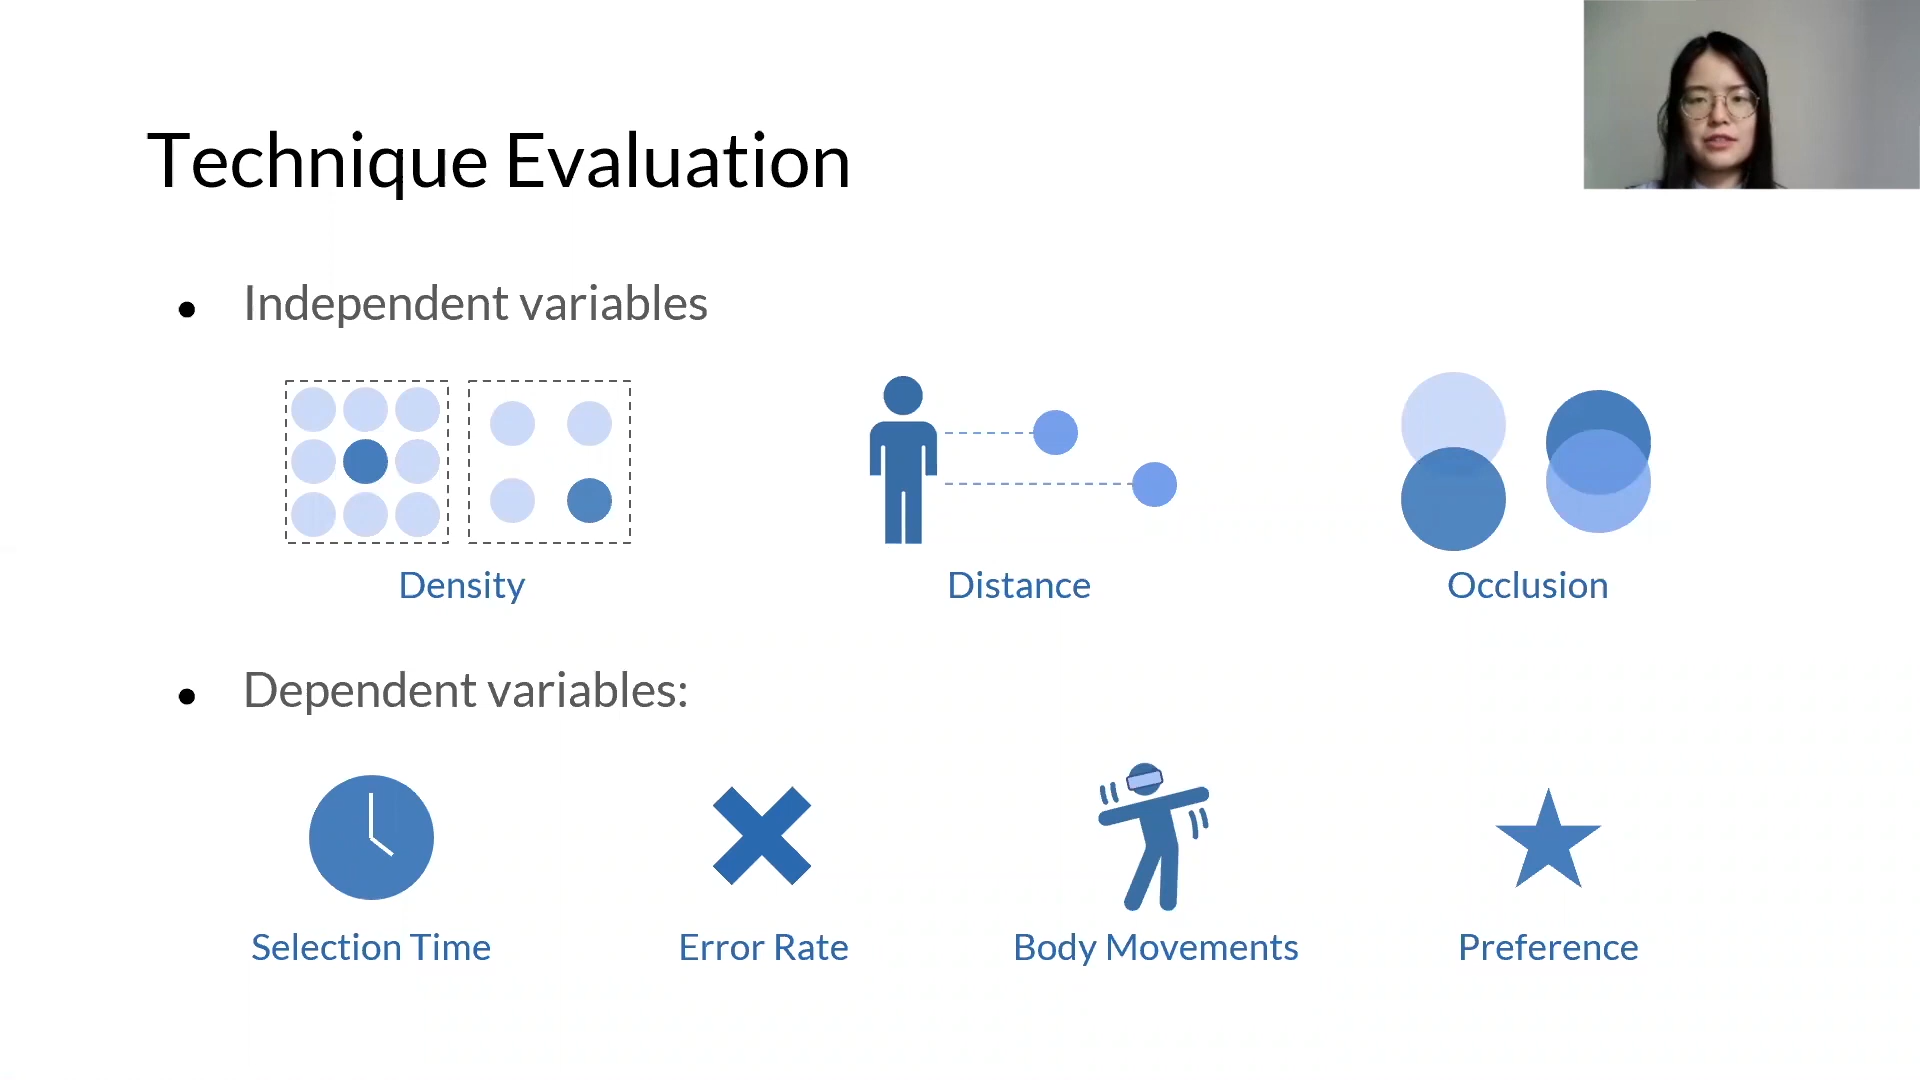 Technique Evaluation
Independent variables
Density
Distance
Occlusion
Dependent variables:
Selection Time
Error Rate
Body Movements
Preference